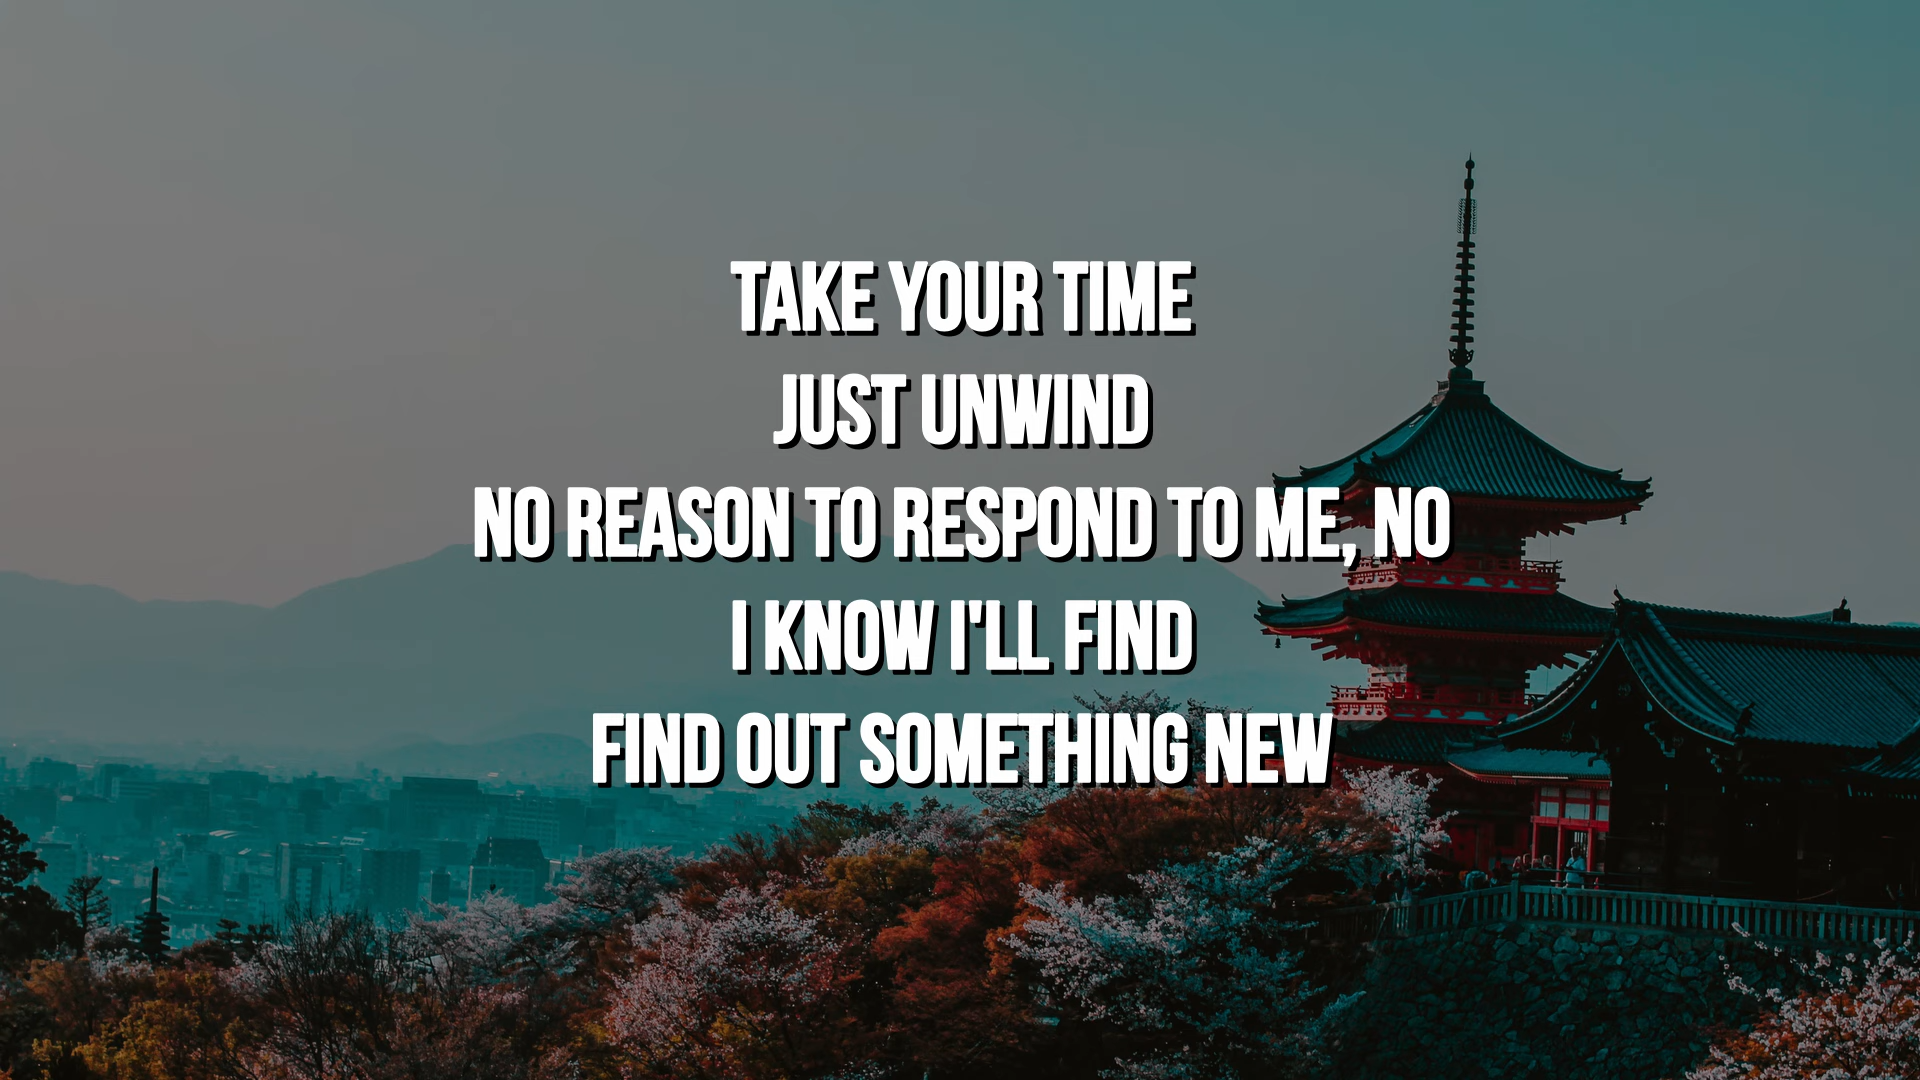 TAKE YOUR TIME
JUST UNWIND
NO REASON TO RESPOND TO ME, NO
I KNOW I'LL FIND
FIND OUT SOMETHING NEW